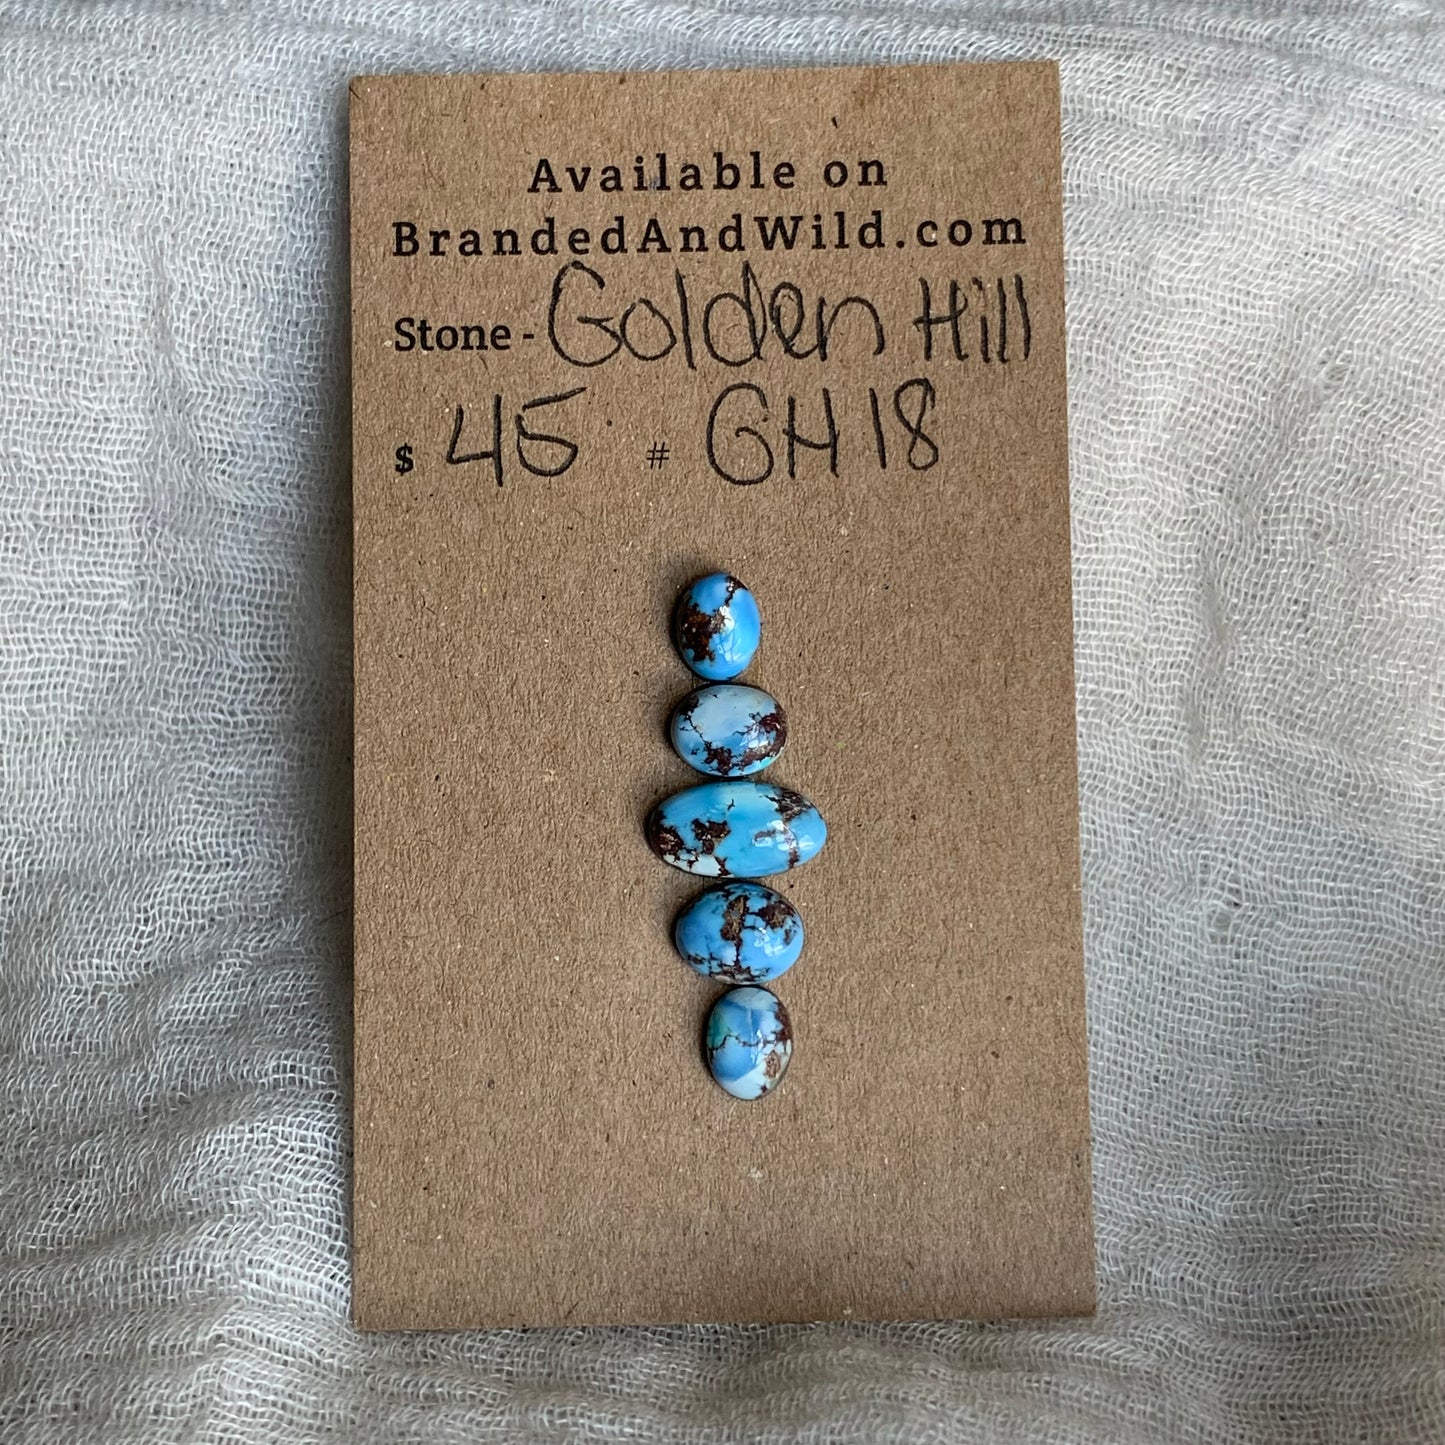 Available on
BrandedAndWild.com
Stone - Golden Hill
$ 45 # GH18